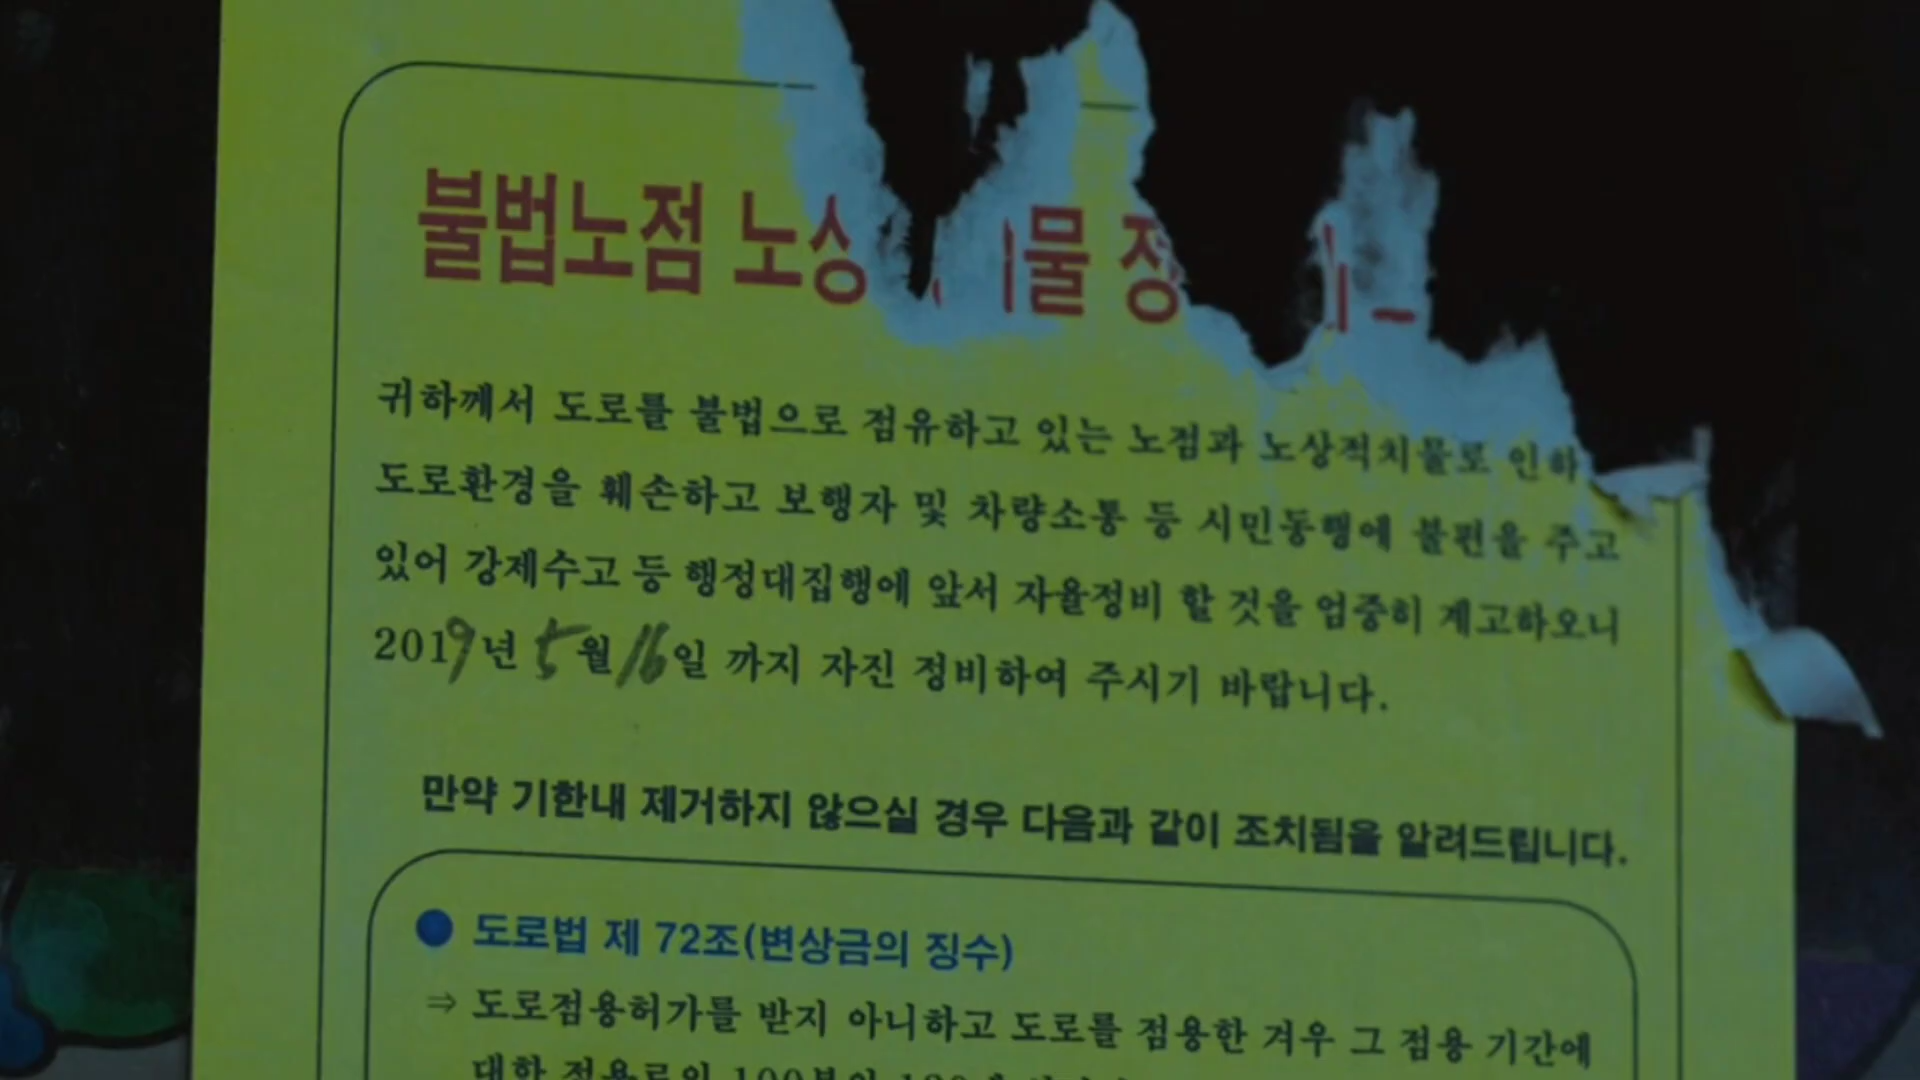 불법노점 노상 물 정
귀하께서 도로를 불법으로 점유하고 있는 노점과 노상적치물로 인하
도로환경을 훼손하고 보행자 및 차량소통 등 시민통행에 불편을 주고
있어 강제수고 등 행정대집행에 앞서 자율정비 할 것을 엄중히 계고하오니
2019년 5월 16일 까지 자진 정비하여 주시기 바랍니다.
만약 기한내 제거하지 않으실 경우 다음과 같이 조치됨을 알려드립니다.
● 도로법 제 72조(변상금의 징수)
⇒ 도로점용허가를 받지 아니하고 도로를 점용한 겨우 그 점용 기간에
대한 점용료의